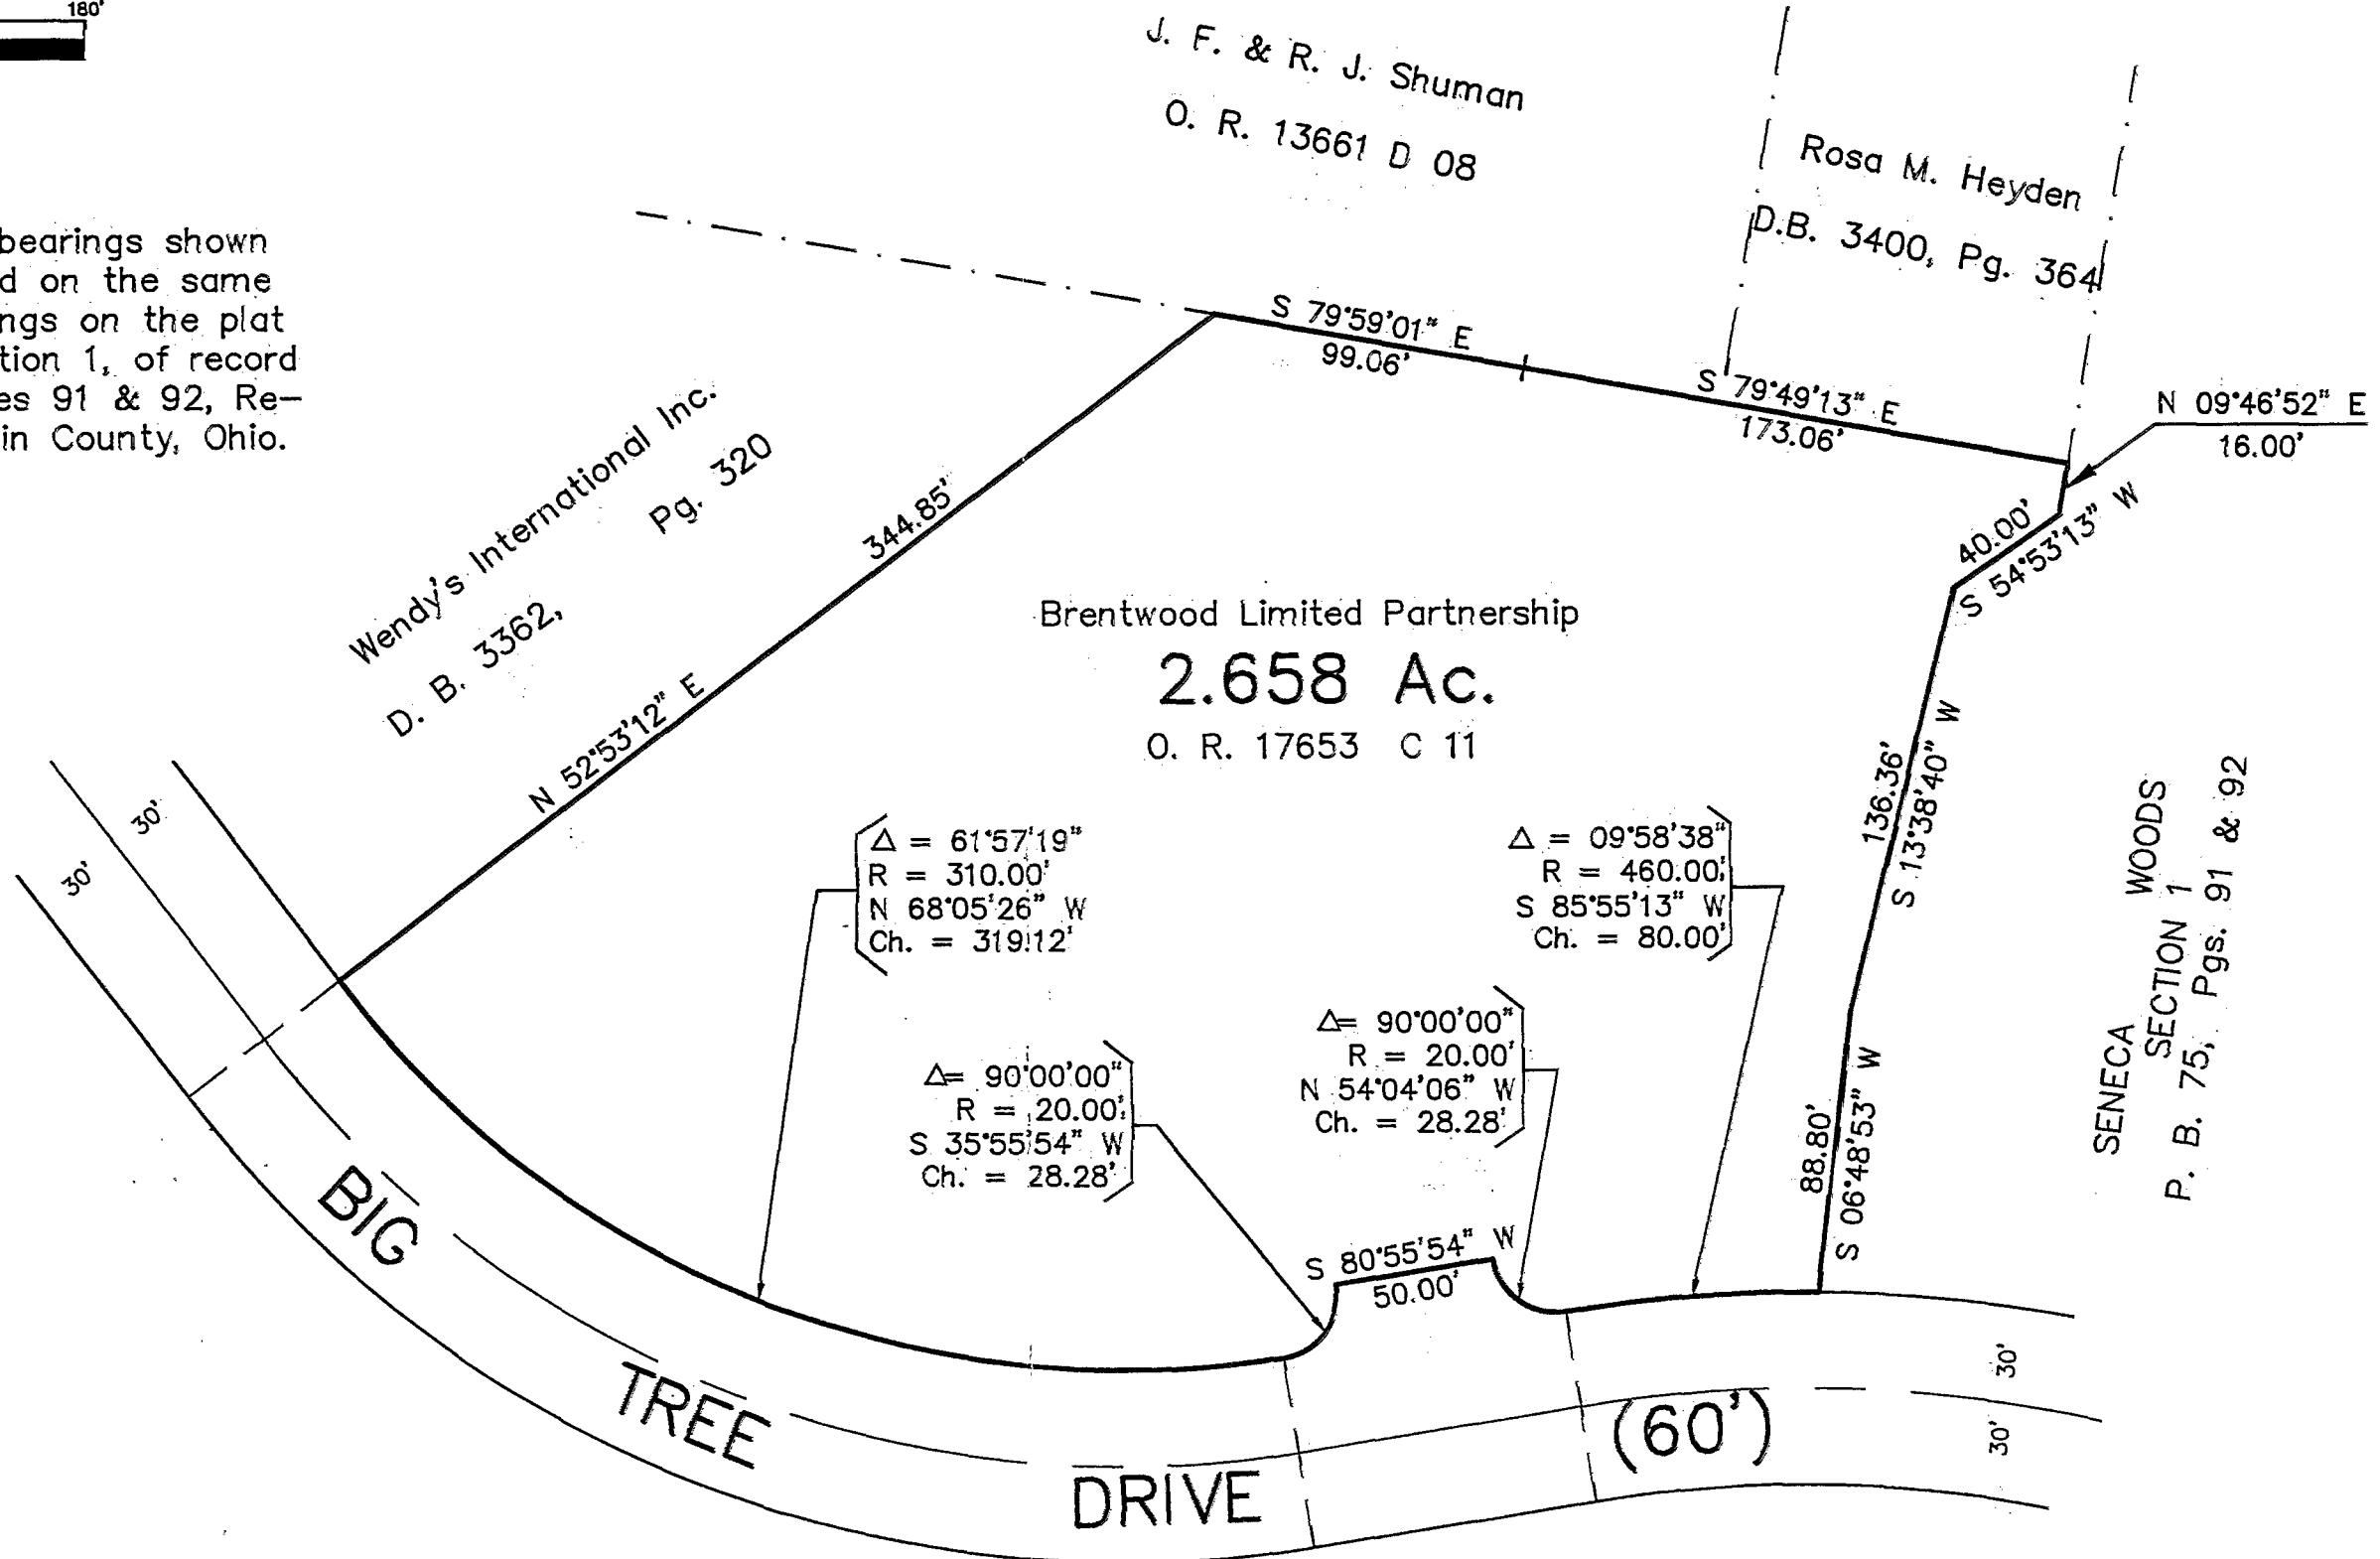 180'
bearings shown
d on the same
ngs on the plat
tion 1, of record
es 91 & 92, Re-
in County, Ohio.
J. F. & R. J. Shuman
O. R. 13661 D 08
Rosa M. Heyden
D.B. 3400, Pg. 364
S 79°59'01" E
99.06'
S 79°49'13" E
173.06'
N 09°46'52" E
16.00'
40.00'
S 54°53'13" W
Wendy's International Inc.
D. B. 3362, Pg. 320
344.85'
N 52°53'12" E
Brentwood Limited Partnership
2.658 Ac.
O. R. 17653 C 11
136.36'
S 13°38'40" W
88.80'
S 06°48'53" W
SENECA WOODS
SECTION 1
P. B. 75, Pgs. 91 & 92
30'
30'
Δ = 61°57'19"
R = 310.00'
N 68°05'26" W
Ch. = 319.12'
Δ = 09°58'38"
R = 460.00'
S 85°55'13" W
Ch. = 80.00'
Δ= 90°00'00"
R = 20.00'
S 35°55'54" W
Ch. = 28.28'
Δ= 90°00'00"
R = 20.00'
N 54°04'06" W
Ch. = 28.28'
S 80°55'54" W
50.00'
BIG TREE DRIVE (60')
30'
30'